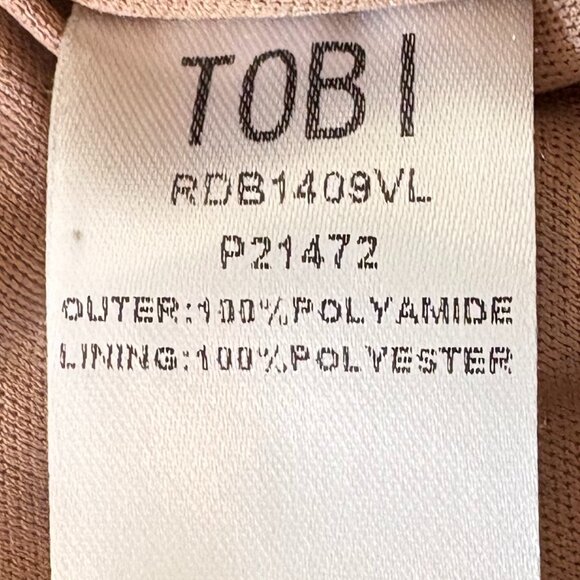 TOBI
RDB1409VL
P21472
OUTER:100%POLYAMIDE
LINING:100%POLYESTER